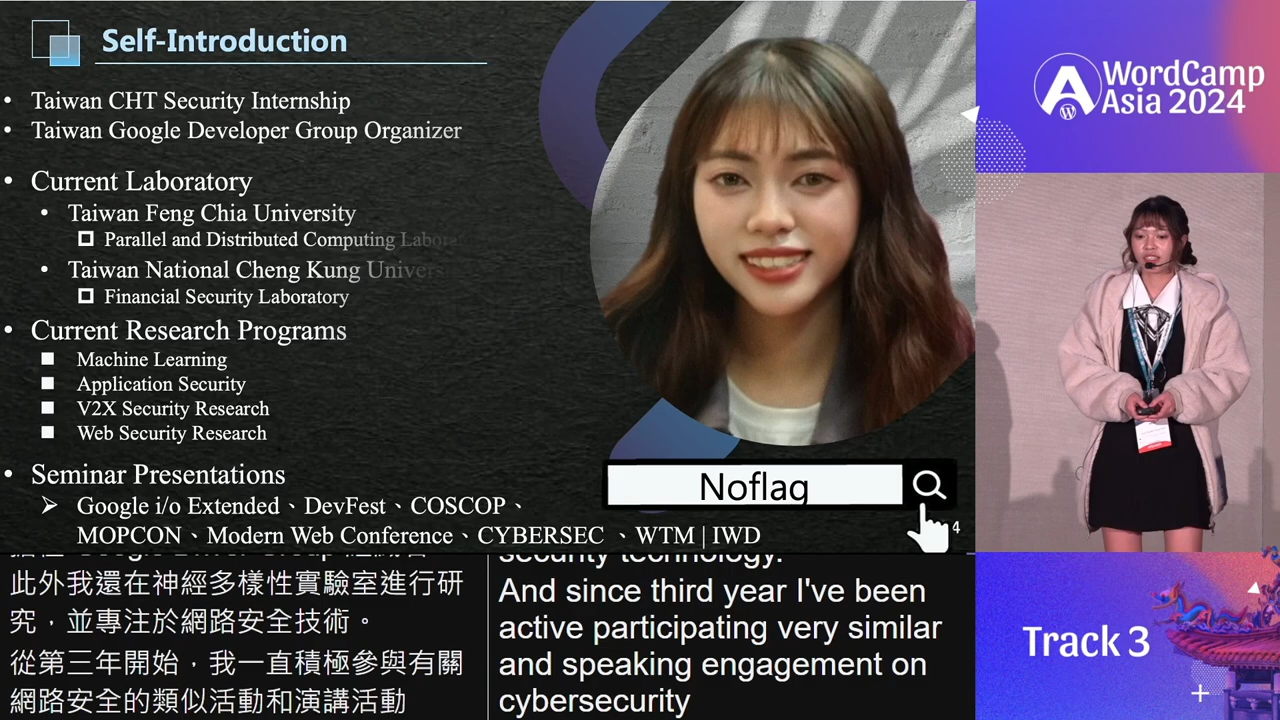 Self-Introduction
• Taiwan CHT Security Internship
• Taiwan Google Developer Group Organizer
• Current Laboratory
• Taiwan Feng Chia University
Parallel and Distributed Computing
• Taiwan National Cheng Kung
Financial Security Laboratory
• Current Research Programs
Machine Learning
Application Security
V2X Security Research
Web Security Research
• Seminar Presentations
Google i/o Extended、DevFest、COSCOP、
MOPCON、Modern Web Conference、CYBERSEC 、WTM | IWD
Noflag
4
WordCamp
Asia 2024
此外我還在神經多樣性實驗室進行研
究，並專注於網路安全技術。
從第三年開始，我一直積極參與有關
網路安全的類似活動和演講活動
security technology.
And since third year I've been
active participating very similar
and speaking engagement on
cybersecurity
Track 3